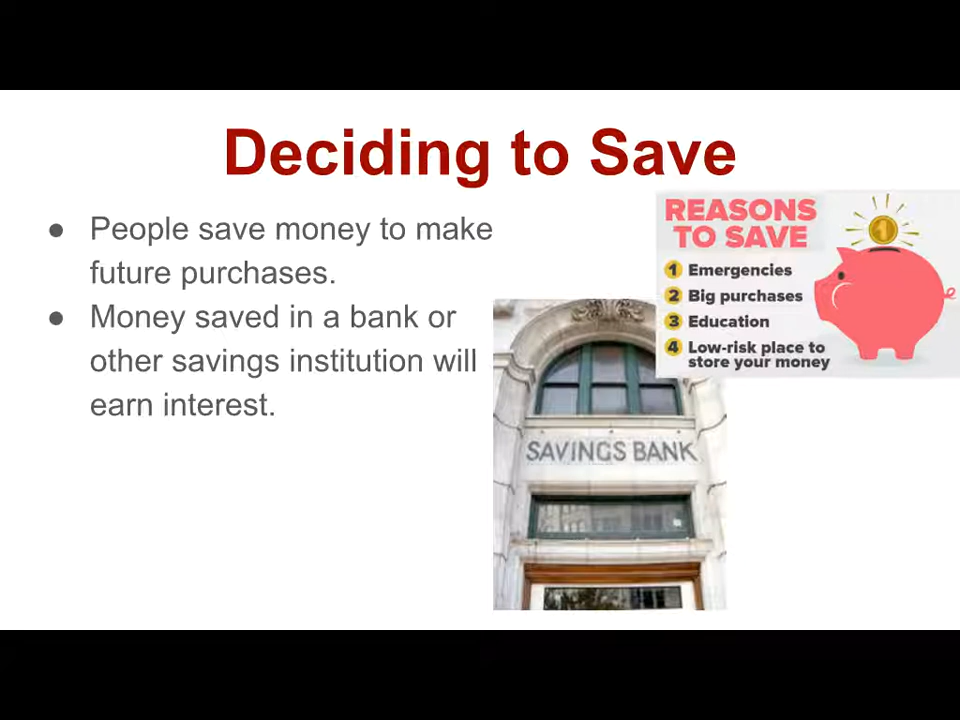 Deciding to Save
● People save money to make
future purchases.
● Money saved in a bank or
other savings institution will
earn interest.
REASONS
TO SAVE
1 Emergencies
2 Big purchases
3 Education
4 Low-risk place to
store your money
1
SAVINGS BANK